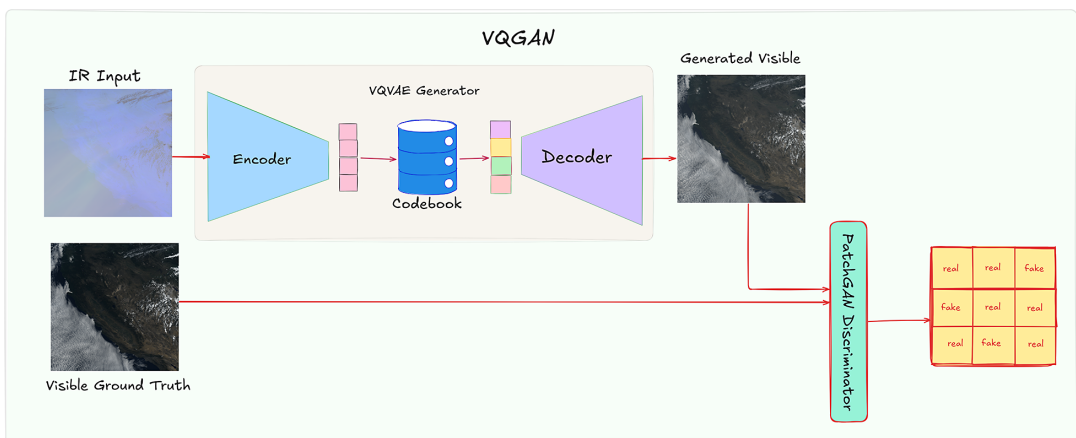 VQGAN
IR Input
VQVAE Generator
Generated Visible
Encoder
Decoder
Codebook
Visible Ground Truth
PatchGAN Discriminator
real real fake
fake real real
real fake real